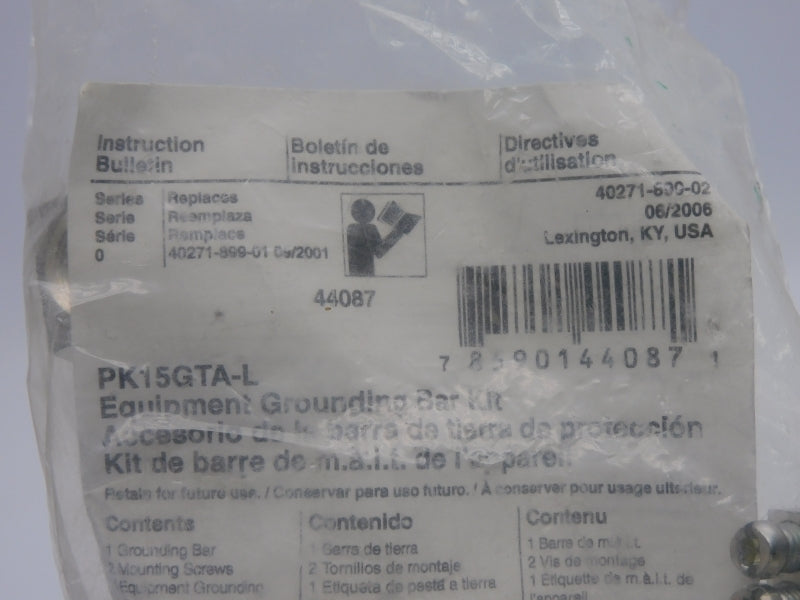 Instruction Bulletin
Boletín de instrucciones
Directives d'utilisation
Series Serie Série
0
Replaces Reemplaza Remplace
40271-899-01 09/2001
40271-899-02
06/2006
Lexington, KY, USA
44087
7 1
PK15GTA-L
Equipment Grounding Bar Kit
Accesorio de la barra de tierra de protección
Kit de barre de m.à.l.t. de l'appareil
Retain for future use. / Conservar para uso futuro. / À conserver pour usage ultérieur.
Contents
1 Grounding Bar
2 Mounting Screws
Equipment Grounding
Contenido
1 Barra de tierra
2 Tornillos de montaje
1 Etiqueta de puesta a tierra
Contenu
1 Barre de m.à.l.t.
2 Vis de montage
1 Étiquette de m.à.l.t. de
l'appareil